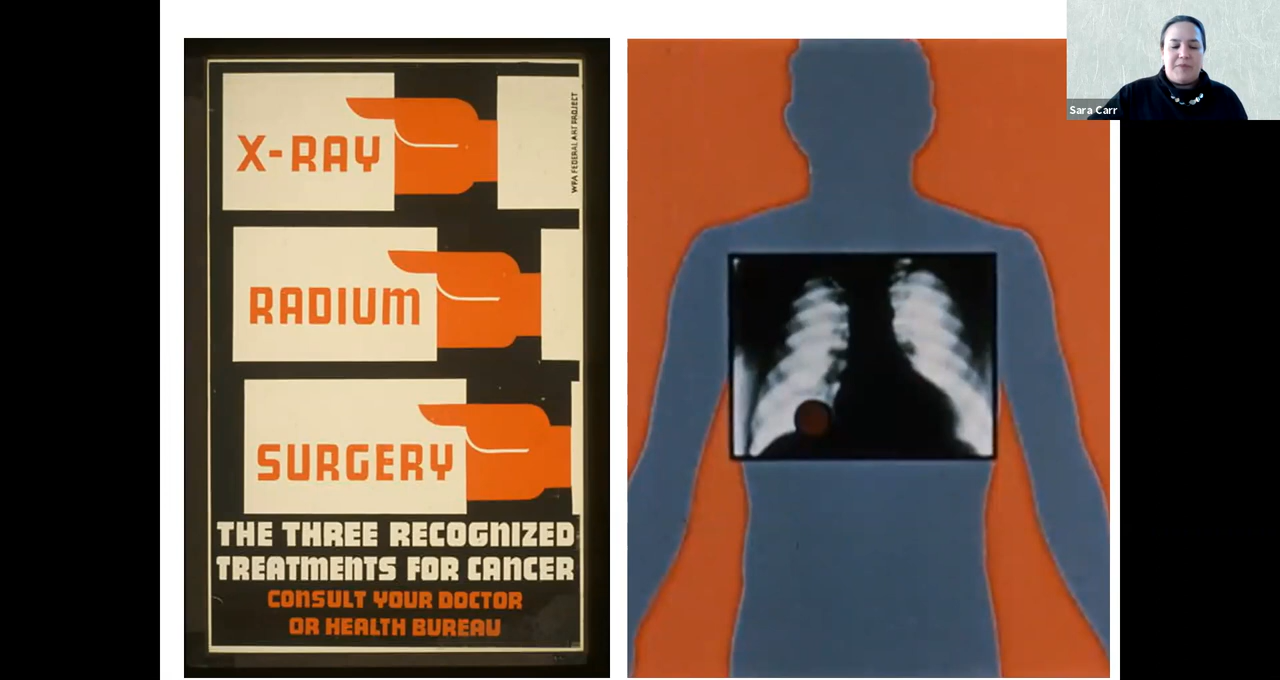 X-RAY
WPA FEDERAL ART PROJECT
RADIUM
SURGERY
THE THREE RECOGNIZED
TREATMENTS FOR CANCER
CONSULT YOUR DOCTOR
OR HEALTH BUREAU
Sara Carr